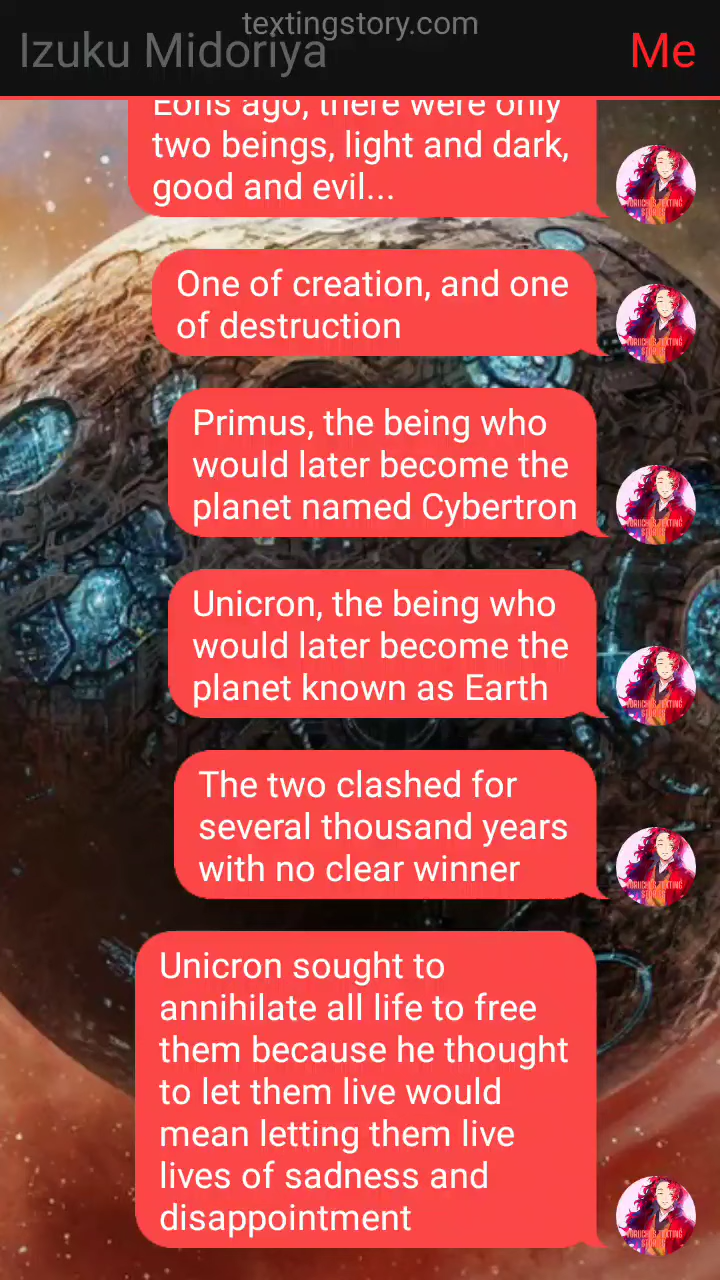 textingstory.com
Izuku Midoriya
Me
Eons ago, there were only
two beings, light and dark,
good and evil...
One of creation, and one
of destruction
Primus, the being who
would later become the
planet named Cybertron
Unicron, the being who
would later become the
planet known as Earth
The two clashed for
several thousand years
with no clear winner
Unicron sought to
annihilate all life to free
them because he thought
to let them live would
mean letting them live
lives of sadness and
disappointment